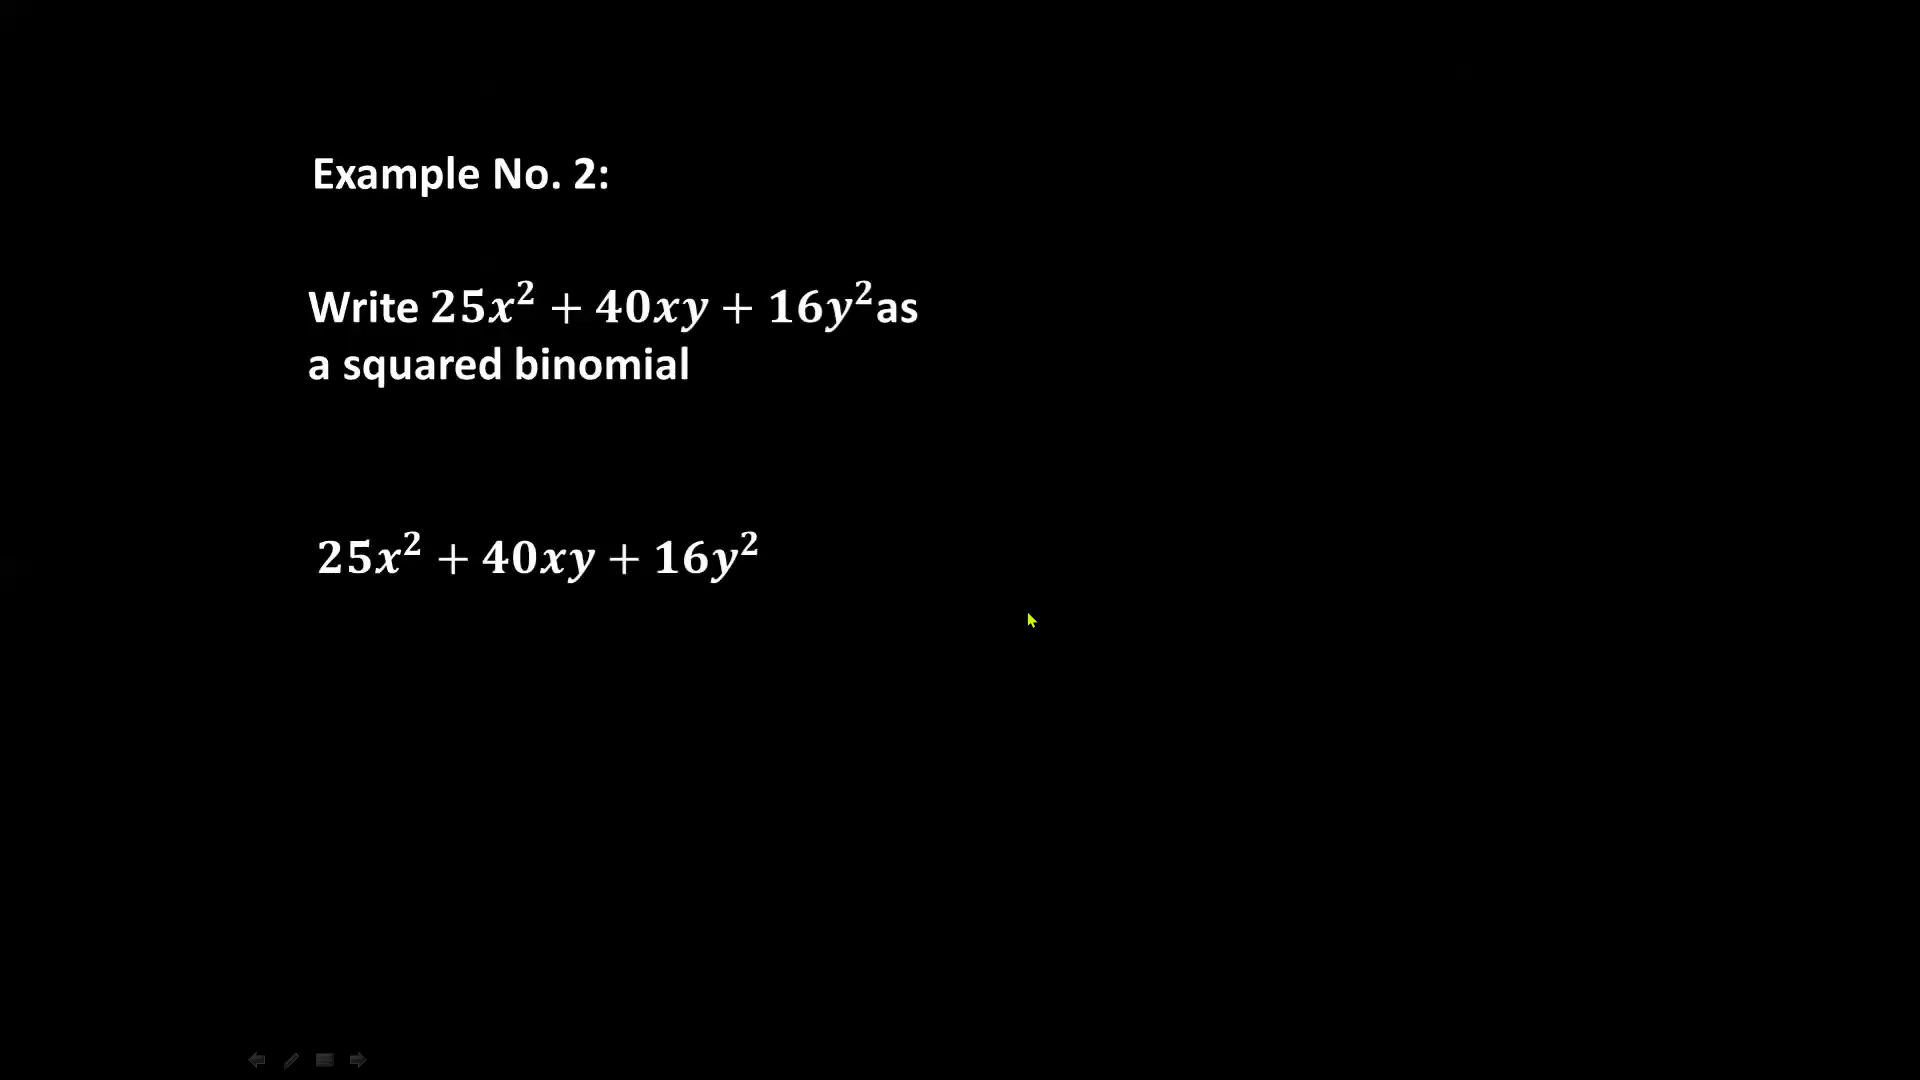 Example No. 2:
Write 25x² + 40xy + 16y²as
a squared binomial
25x² + 40xy + 16y²